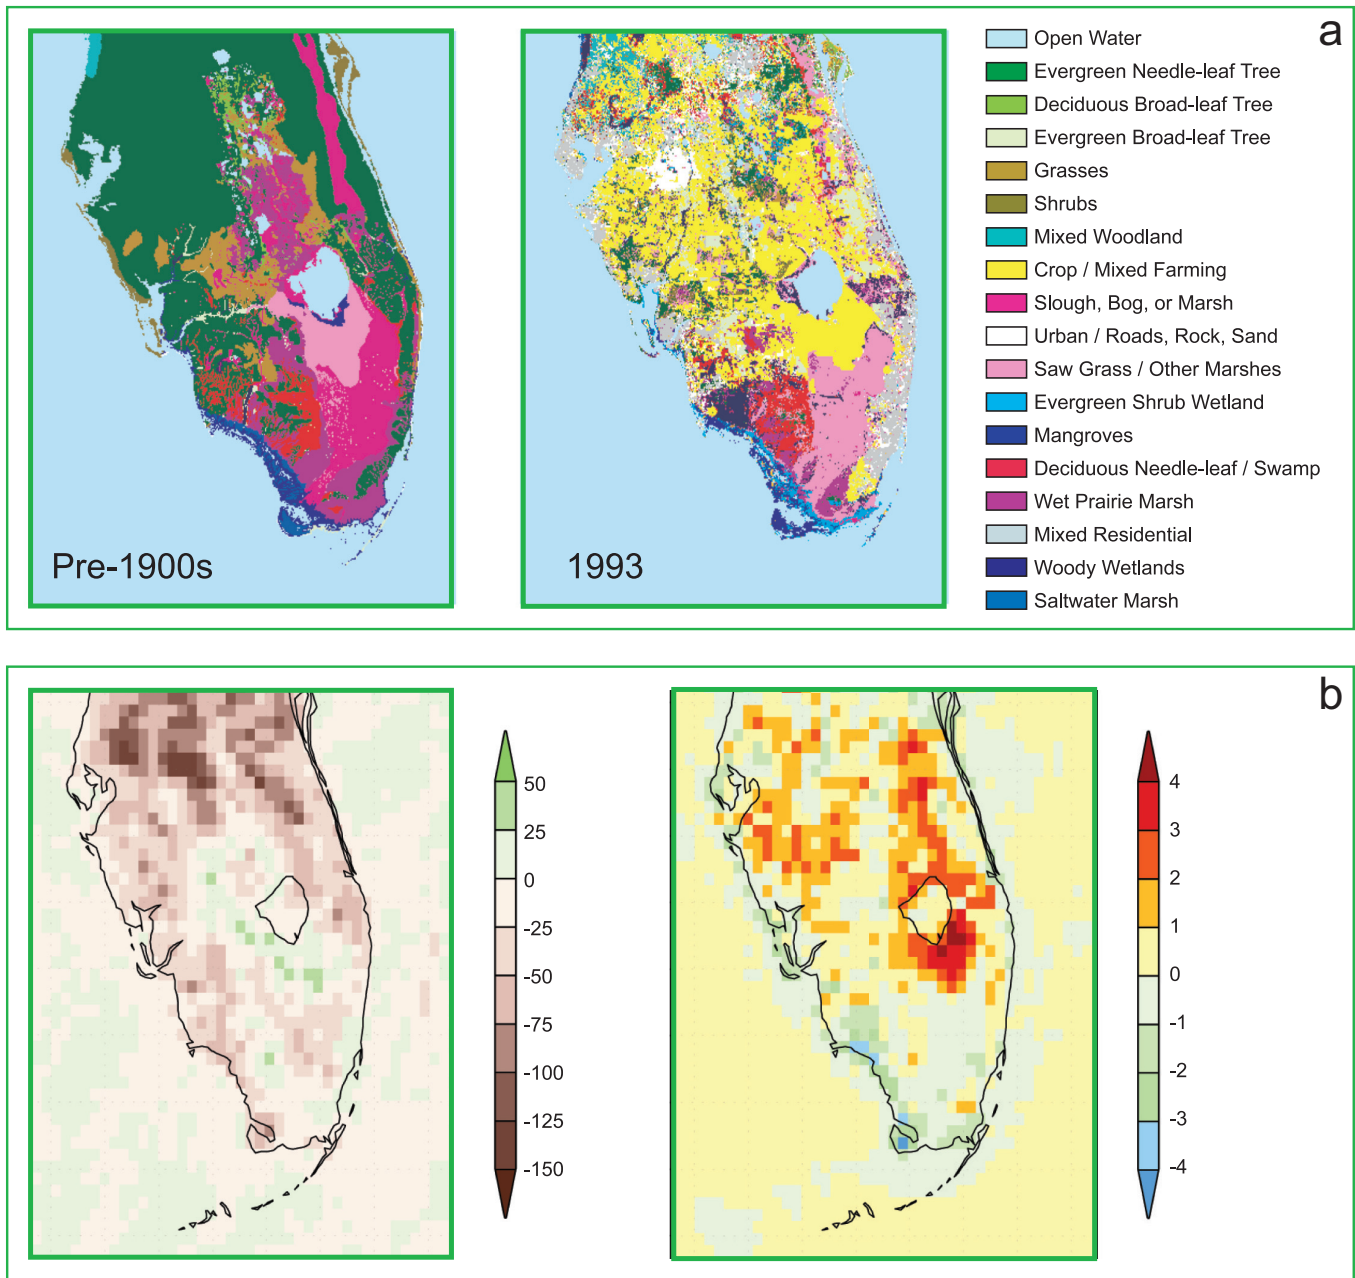 a
Pre-1900s
1993
Open Water
Evergreen Needle-leaf Tree
Deciduous Broad-leaf Tree
Evergreen Broad-leaf Tree
Grasses
Shrubs
Mixed Woodland
Crop / Mixed Farming
Slough, Bog, or Marsh
Urban / Roads, Rock, Sand
Saw Grass / Other Marshes
Evergreen Shrub Wetland
Mangroves
Deciduous Needle-leaf / Swamp
Wet Prairie Marsh
Mixed Residential
Woody Wetlands
Saltwater Marsh
b
50
25
0
-25
-50
-75
-100
-125
-150
4
3
2
1
0
-1
-2
-3
-4